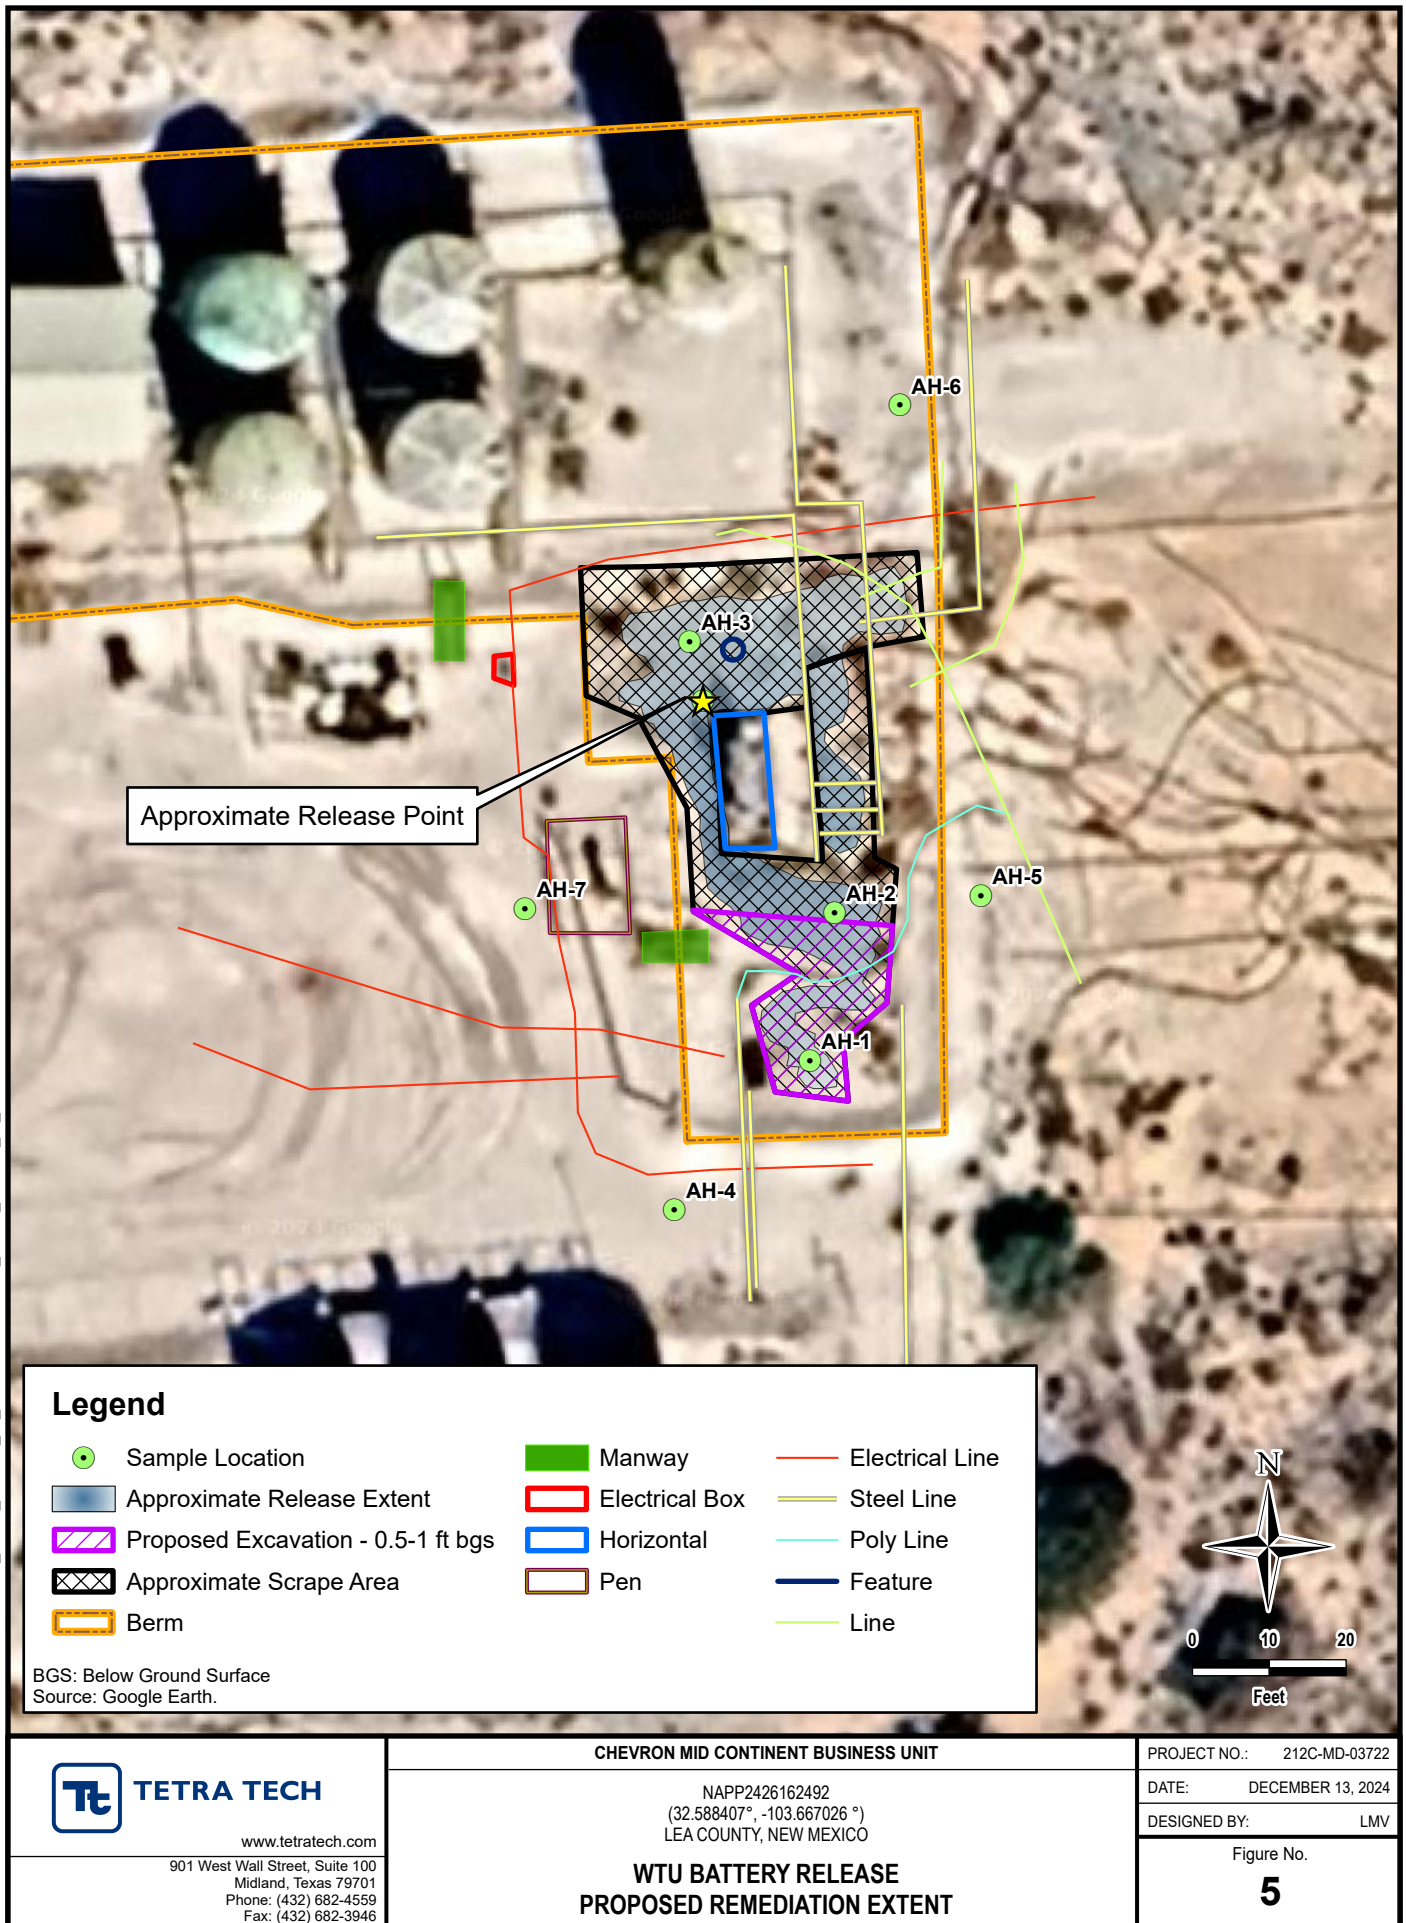 Google
2024 Google
AH-6
AH-3
Approximate Release Point
AH-7
AH-2
AH-5
AH-1
AH-4
© 2024 Google
Legend
Sample Location
Approximate Release Extent
Proposed Excavation - 0.5-1 ft bgs
Approximate Scrape Area
Berm
Manway
Electrical Box
Horizontal
Pen
Electrical Line
Steel Line
Poly Line
Feature
Line
BGS: Below Ground Surface
Source: Google Earth.
N
0 10 20
Feet
Tt TETRA TECH
www.tetratech.com
901 West Wall Street, Suite 100
Midland, Texas 79701
Phone: (432) 682-4559
Fax: (432) 682-3946
CHEVRON MID CONTINENT BUSINESS UNIT
NAPP2426162492
(32.588407°, -103.667026 °)
LEA COUNTY, NEW MEXICO
WTU BATTERY RELEASE
PROPOSED REMEDIATION EXTENT
PROJECT NO.: 212C-MD-03722
DATE: DECEMBER 13, 2024
DESIGNED BY: LMV
Figure No.
5